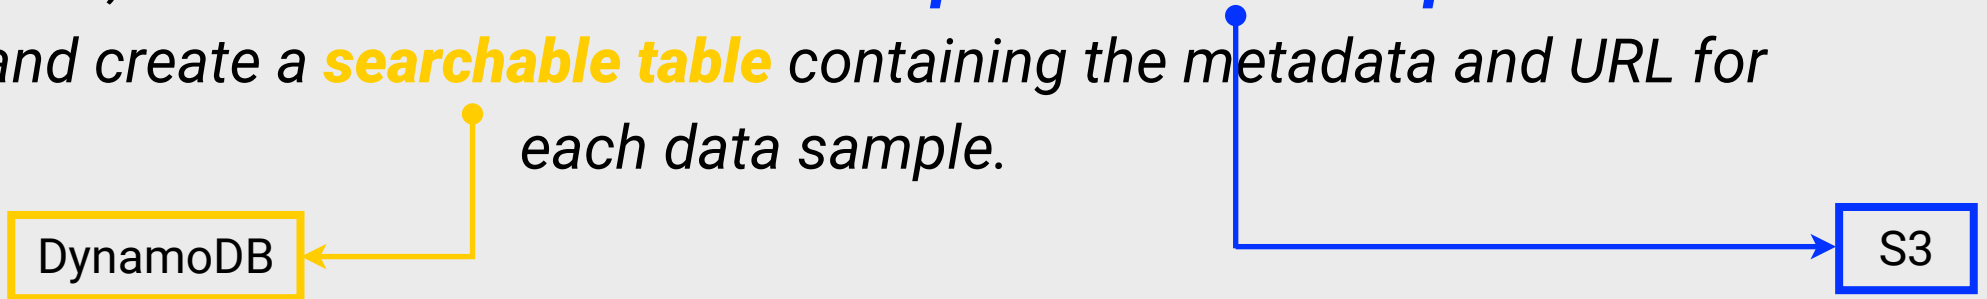 and create a searchable table containing the metadata and URL for
each data sample.
DynamoDB
S3